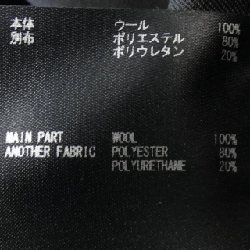 本体 ウール 100%
別布 ポリエステル 80%
ポリウレタン 20%
MAIN PART WOOL 100%
ANOTHER FABRIC POLYESTER 80%
POLYURETHANE 20%